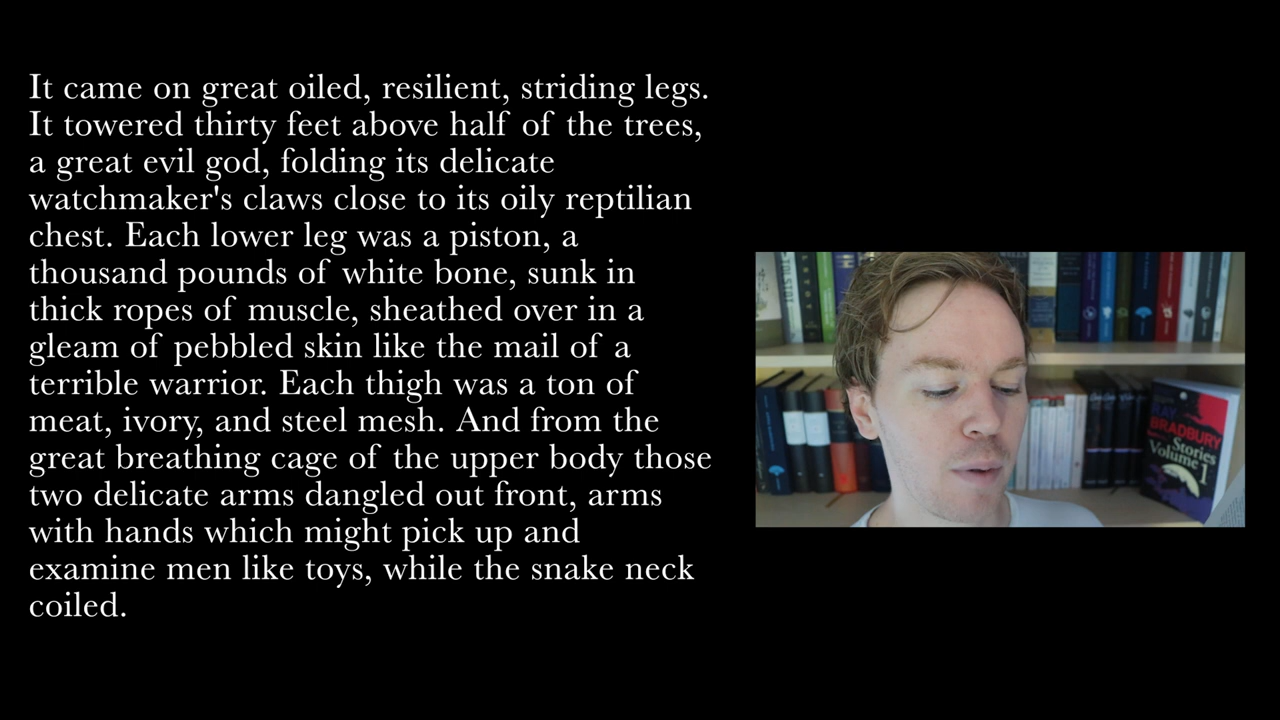 It came on great oiled, resilient, striding legs.
It towered thirty feet above half of the trees,
a great evil god, folding its delicate
watchmaker's claws close to its oily reptilian
chest. Each lower leg was a piston, a
thousand pounds of white bone, sunk in
thick ropes of muscle, sheathed over in a
gleam of pebbled skin like the mail of a
terrible warrior. Each thigh was a ton of
meat, ivory, and steel mesh. And from the
great breathing cage of the upper body those
two delicate arms dangled out front, arms
with hands which might pick up and
examine men like toys, while the snake neck
coiled.
TOLSTOY
WELLS
RAY
BRADBURY
Stories
Volume 1